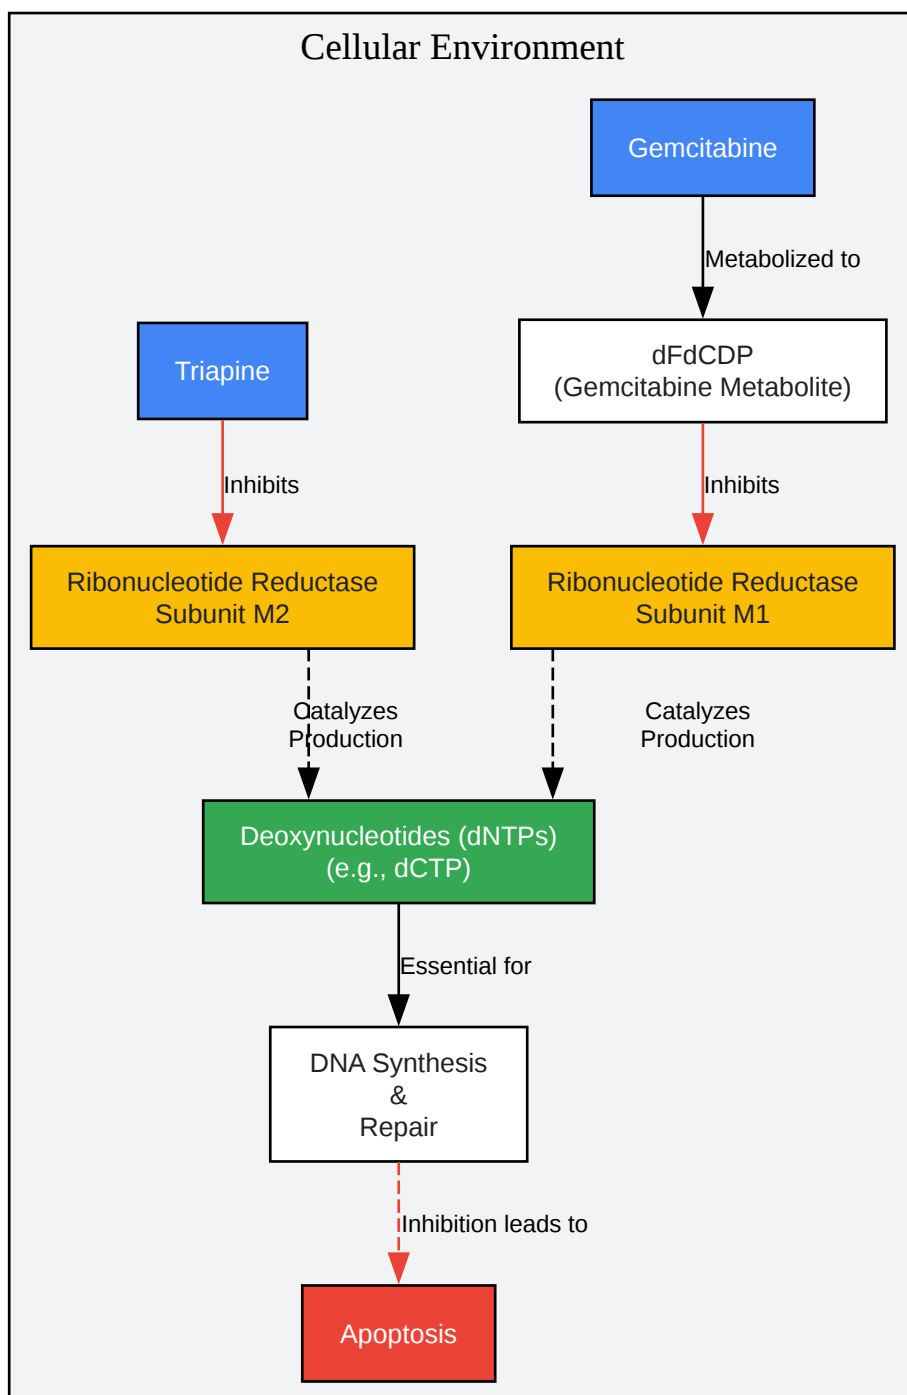 Cellular Environment
Gemcitabine
Metabolized to
Triapine
dFdCDP
(Gemcitabine Metabolite)
Inhibits
Inhibits
Ribonucleotide Reductase
Subunit M2
Ribonucleotide Reductase
Subunit M1
Catalyzes
Production
Catalyzes
Production
Deoxynucleotides (dNTPs)
(e.g., dCTP)
Essential for
DNA Synthesis
&
Repair
Inhibition leads to
Apoptosis